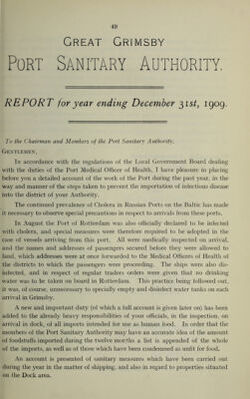 49
GREAT GRIMSBY
PORT SANITARY AUTHORITY.
REPORT for year ending December 31st, 1909.
To the Chairman and Members of the Port Sanitary Authority.
GENTLEMEN,
In accordance with the regulations of the Local Government Board dealing
with the duties of the Port Medical Officer of Health, I have pleasure in placing
before you a detailed account of the work of the Port during the past year, in the
way and manner of the steps taken to prevent the importation of infectious disease
into the district of your Authority.
The continued prevalence of Cholera in Russian Ports on the Baltic has made
it necessary to observe special precautions in respect to arrivals from these ports.
In August the Port of Rotterdam was also officially declared to be infected
with cholera, and special measures were therefore required to be adopted in the
case of vessels arriving from this port. All were medically inspected on arrival,
and the names and addresses of passengers secured before they were allowed to
land, which addresses were at once forwarded to the Medical Officers of Health of
the districts to which the passengers were proceeding. The ships were also dis-
infected, and in respect of regular traders orders were given that no drinking
water was to be taken on board in Rotterdam. This practice being followed out,
it was, of course, unnecessary to specially empty and disinfect water tanks on each
arrival in Grimsby.
A new and important duty (of which a full account is given later on) has been
added to the already heavy responsibilities of your officials, in the inspection, on
arrival in dock, of all imports intended for use as human food. In order that the
members of the Port Sanitary Authority may have an accurate idea of the amount
of foodstuffs imported during the twelve months a list is appended of the whole
of the imports, as well as of those which have been condemned as unfit for food.
An account is presented of sanitary measures which have been carried out
during the year in the matter of shipping, and also in regard to properties situated
on the Dock area.